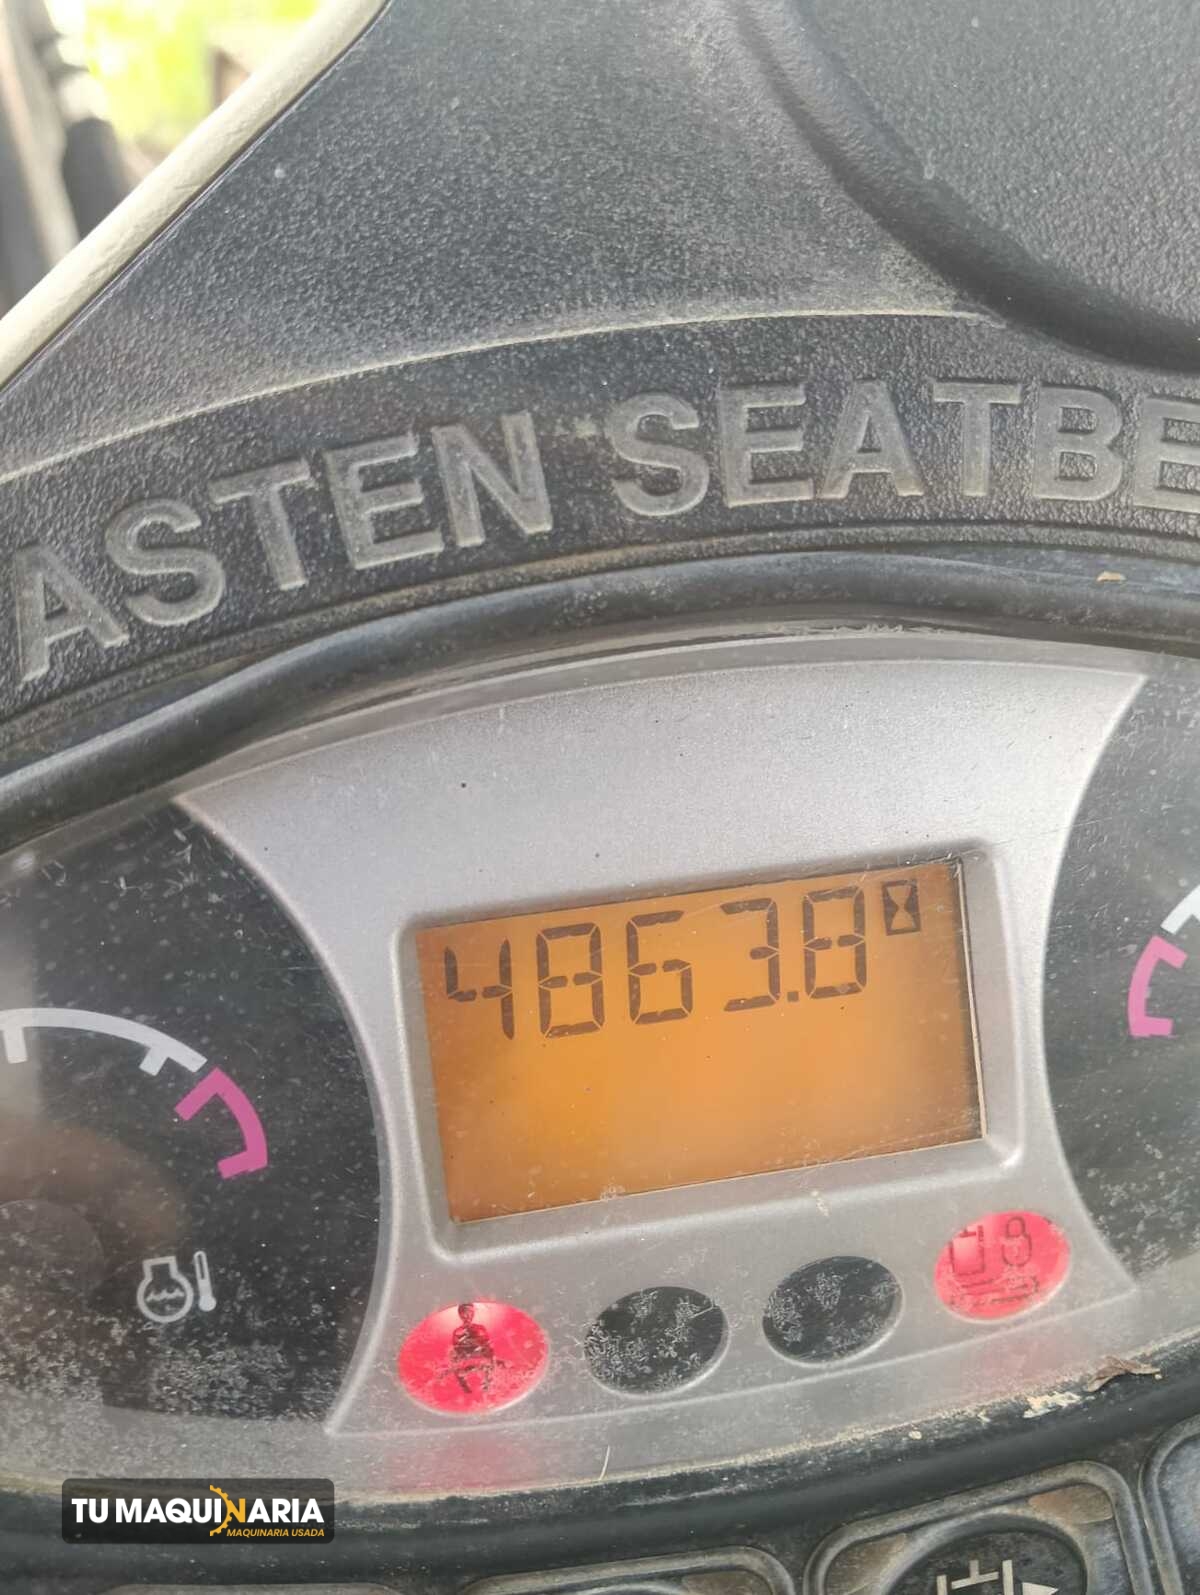 ASTEN SEATBE
4863.8
TU MAQUINARIA
MAQUINARIA USADA